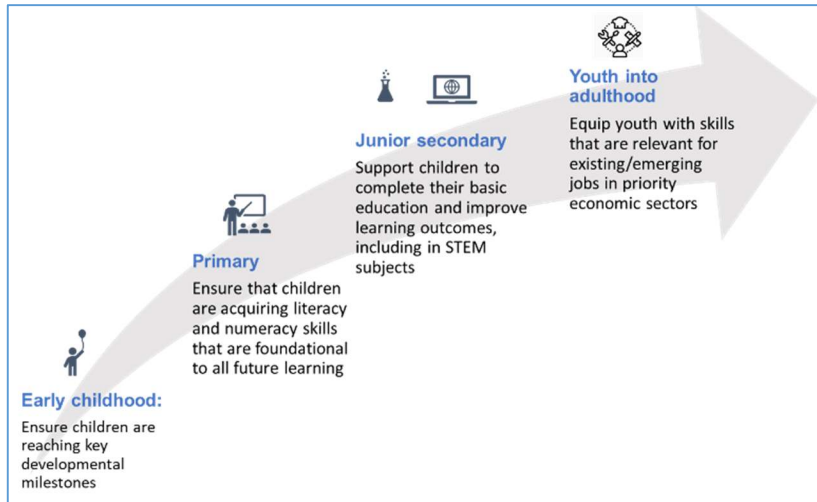 Early childhood:
Ensure children are
reaching key
developmental
milestones
Primary
Ensure that children
are acquiring literacy
and numeracy skills
that are foundational
to all future learning
Junior secondary
Support children to
complete their basic
education and improve
learning outcomes,
including in STEM
subjects
Youth into
adulthood
Equip youth with skills
that are relevant for
existing/emerging
jobs in priority
economic sectors